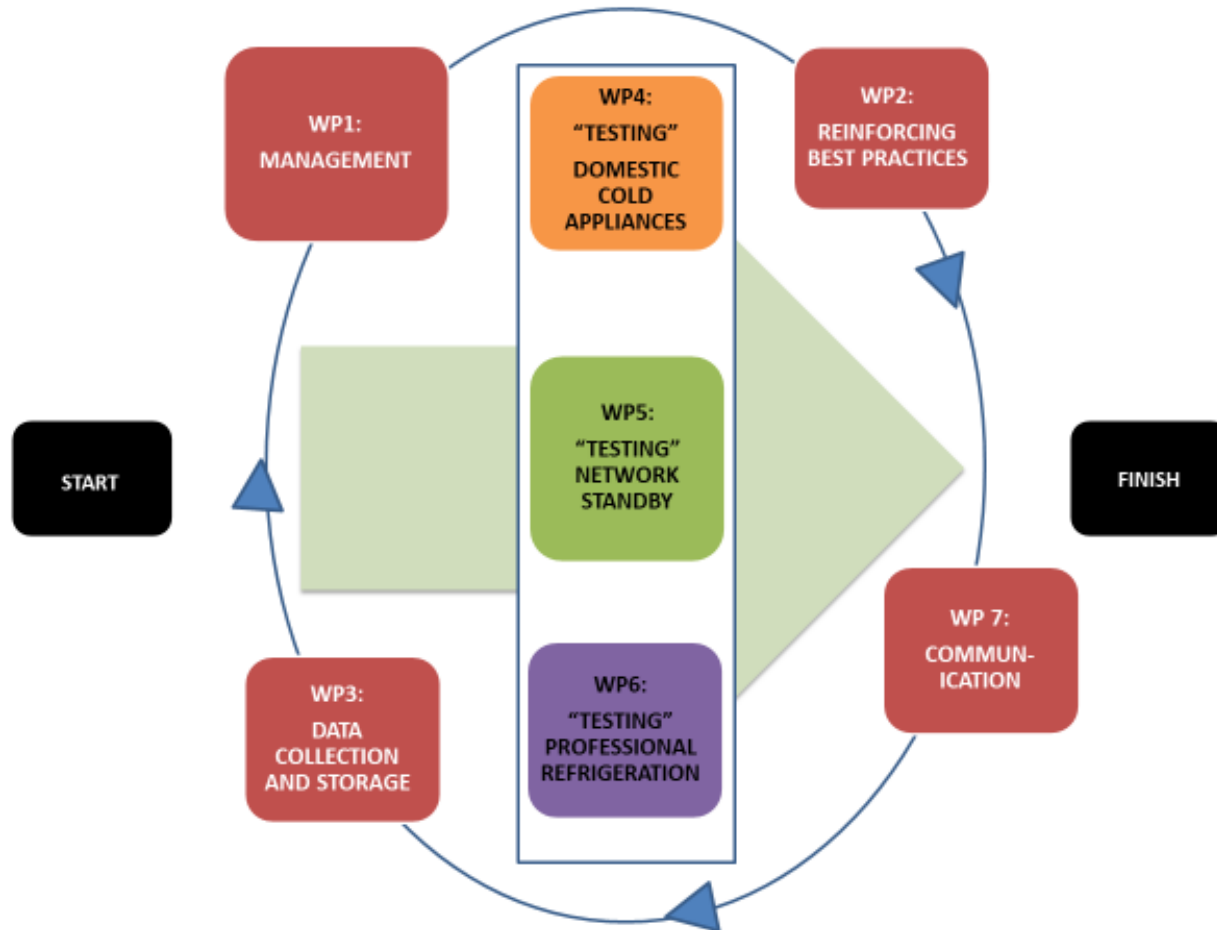 WP1:
MANAGEMENT
WP4:
“TESTING”
DOMESTIC
COLD
APPLIANCES
WP2:
REINFORCING
BEST PRACTICES
START
WP5:
“TESTING”
NETWORK
STANDBY
FINISH
WP3:
DATA
COLLECTION
AND STORAGE
WP6:
“TESTING”
PROFESSIONAL
REFRIGERATION
WP 7:
COMMUN-
ICATION